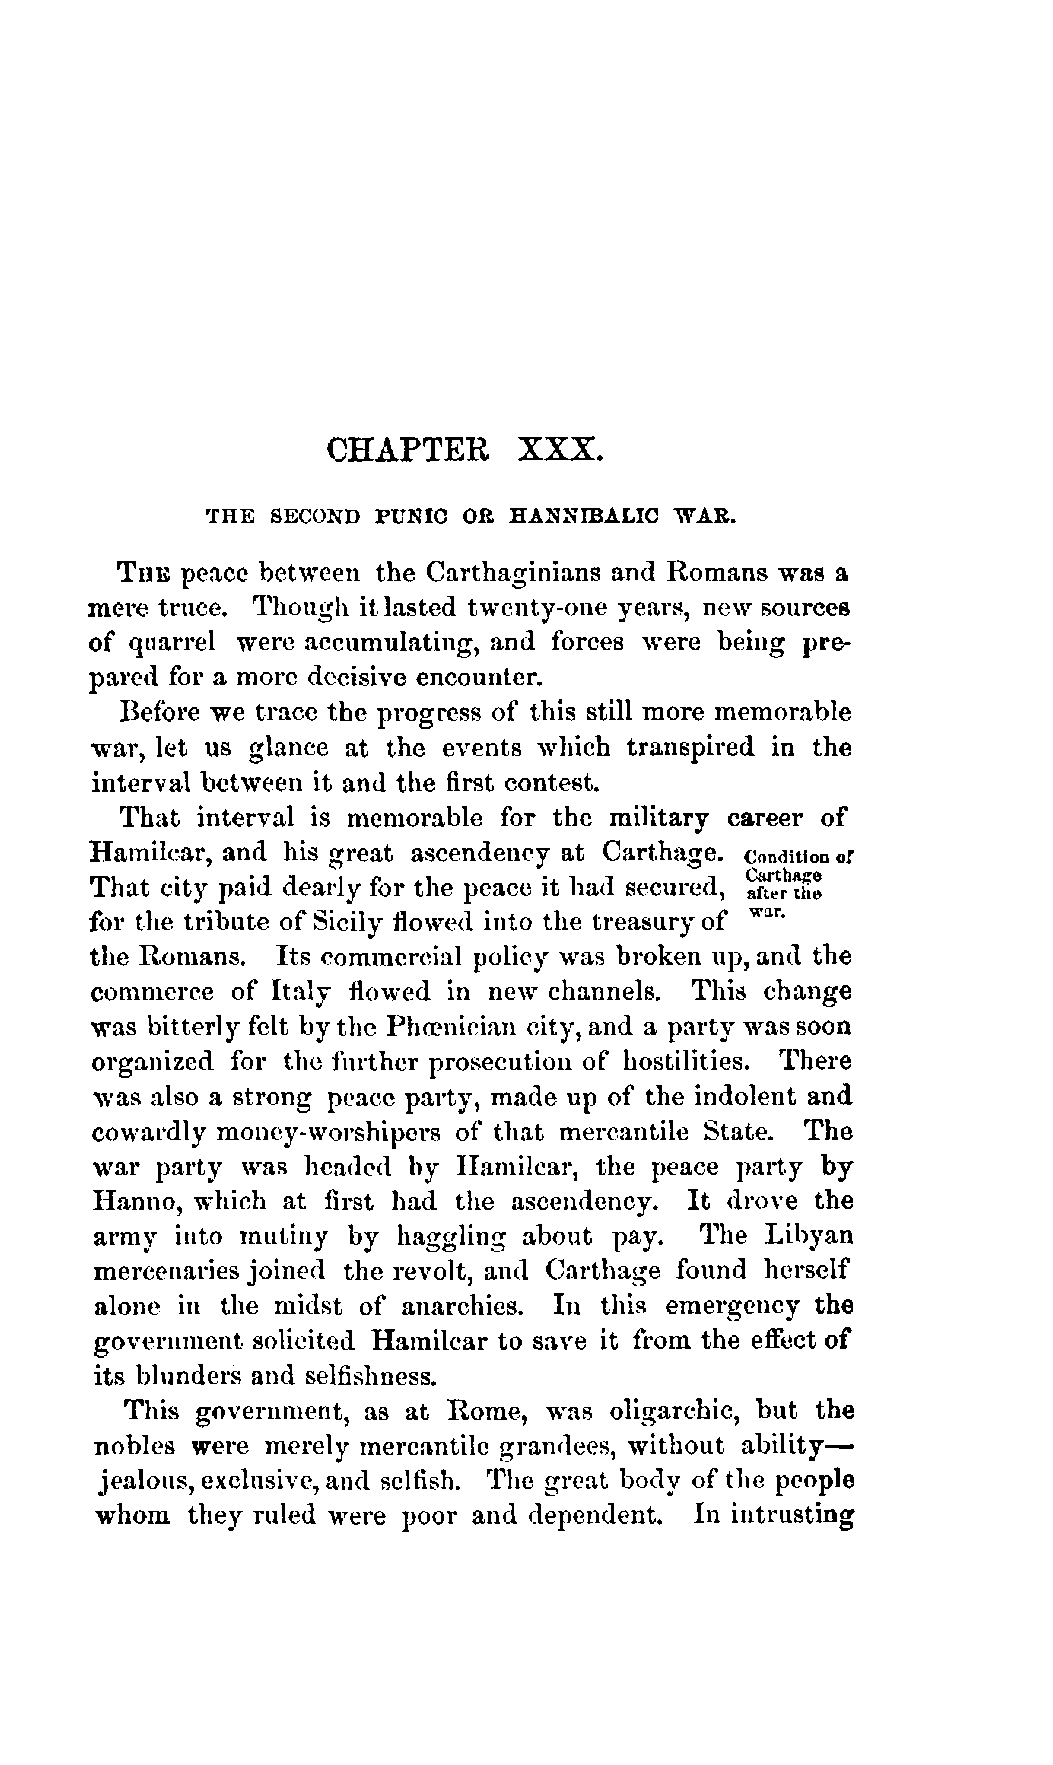 CHAPTER XXX.
THE SECOND PUNIC OR HANNIBALIC WAR.
THE peace between the Carthaginians and Romans was a
mere truce. Though it lasted twenty-one years, new sources
of quarrel were accumulating, and forces were being pre-
pared for a more decisive encounter.
Before we trace the progress of this still more memorable
war, let us glance at the events which transpired in the
interval between it and the first contest.
That interval is memorable for the military career of
Hamilcar, and his great ascendency at Carthage.
That city paid dearly for the peace it had secured,
for the tribute of Sicily flowed into the treasury of
Condition of
Carthage
after the
war.
the Romans. Its commercial policy was broken up, and the
commerce of Italy flowed in new channels. This change
was bitterly felt by the Phœnician city, and a party was soon
organized for the further prosecution of hostilities. There
was also a strong peace party, made up of the indolent and
cowardly money-worshipers of that mercantile State. The
war party was headed by Hamilcar, the peace party by
Hanno, which at first had the ascendency. It drove the
army into mutiny by haggling about pay. The Libyan
mercenaries joined the revolt, and Carthage found herself
alone in the midst of anarchies. In this emergency the
government solicited Hamilcar to save it from the effect of
its blunders and selfishness.
This government, as at Rome, was oligarchic, but the
nobles were merely mercantile grandees, without ability—
jealous, exclusive, and selfish. The great body of the people
whom they ruled were poor and dependent. In intrusting